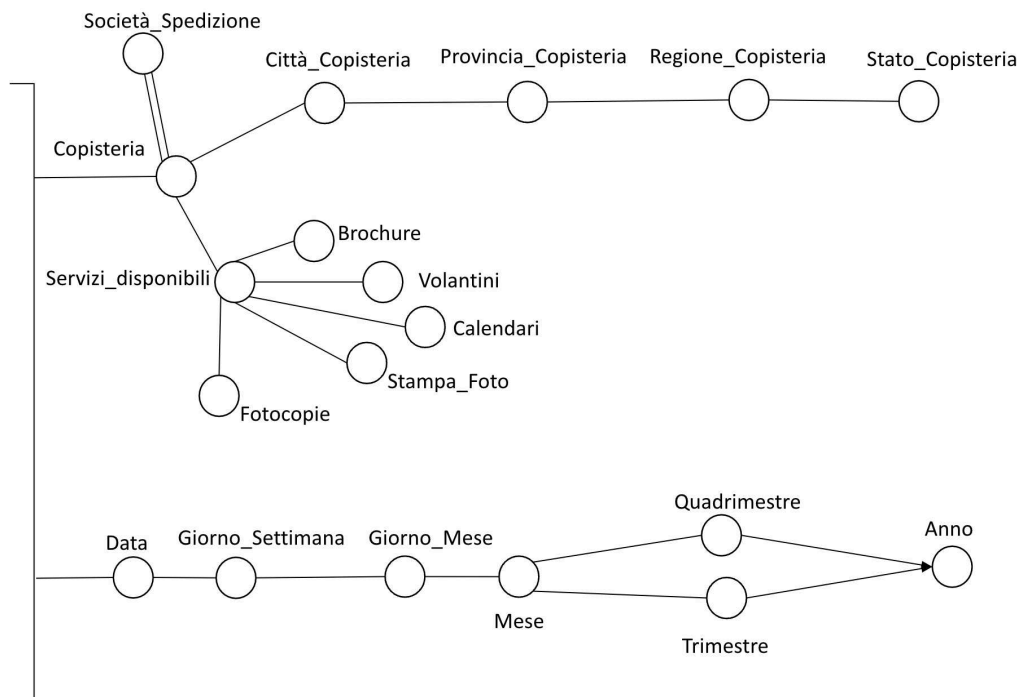 Società_Spedizione
Città_Copisteria
Provincia_Copisteria
Regione_Copisteria
Stato_Copisteria
Copisteria
Brochure
Servizi_disponibili
Volantini
Calendari
Stampa_Foto
Fotocopie
Quadrimestre
Data
Giorno_Settimana
Giorno_Mese
Anno
Mese
Trimestre